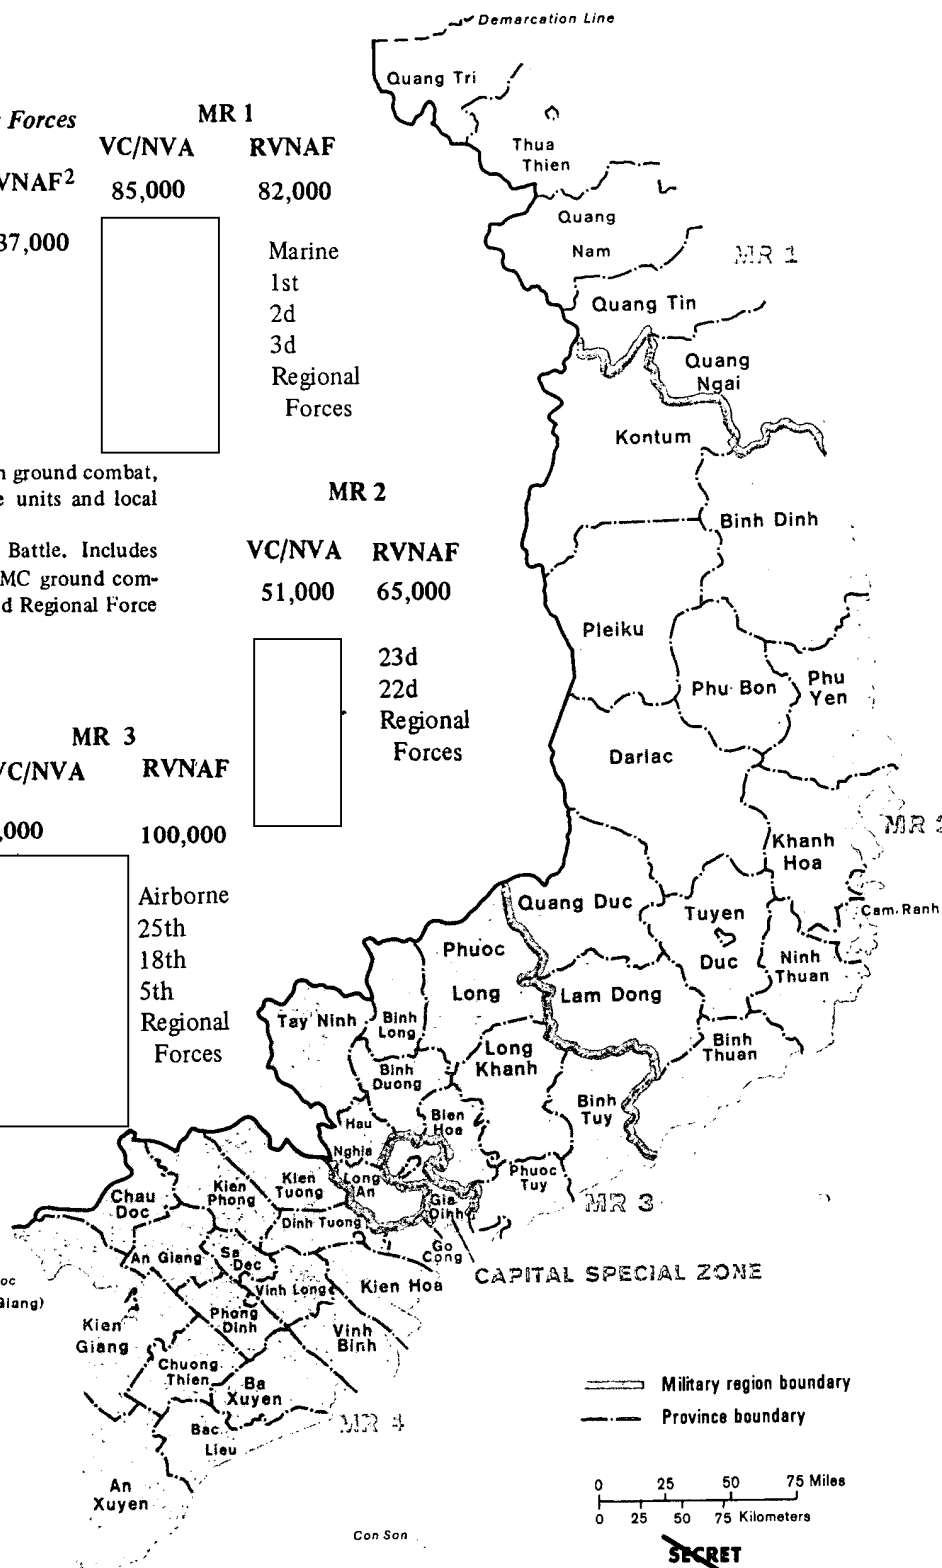 Demarcation Line
Quang Tri
Forces
MR 1
VC/NVA RVNAF
VNAF2
85,000 82,000
37,000
Marine
1st
2d
3d
Regional
Forces
Thua
Thien
Quang
Nam
MR 1
Quang Tin
Quang
Ngai
Kontum
n ground combat,
e units and local
Battle. Includes
MC ground com-
d Regional Force
MR 2
VC/NVA RVNAF
51,000 65,000
23d
22d
Regional
Forces
Binh Dinh
Pleiku
Phu Bon
Phu
Yen
Darlac
MR 3
VC/NVA RVNAF
,000 100,000
Airborne
25th
18th
5th
Regional
Forces
MR 2
Khanh
Hoa
Cam Ranh
Quang Duc
Tuyen
Duc
Ninh
Thuan
Phuoc
Long
Lam Dong
Binh
Thuan
Tay Ninh
Binh
Long
Long
Khanh
Binh
Duong
Binh
Tuy
Hau
Nghia
Bien
Hoa
Long
An
Phuoc
Tuy
MR 3
Gia
Dinh
Go
Cong
CAPITAL SPECIAL ZONE
Chau
Doc
Kien
Phong
Kien
Tuong
Dinh Tuong
An Giang
Sa
Dec
Vinh Long
Kien Hoa
oc
Giang)
Kien
Giang
Phong
Dinh
Vinh
Binh
Chuong
Thien
Ba
Xuyen
Bac
Lieu
MR 4
An
Xuyen
Con Son
Military region boundary
Province boundary
0 25 50 75 Miles
0 25 50 75 Kilometers
SECRET